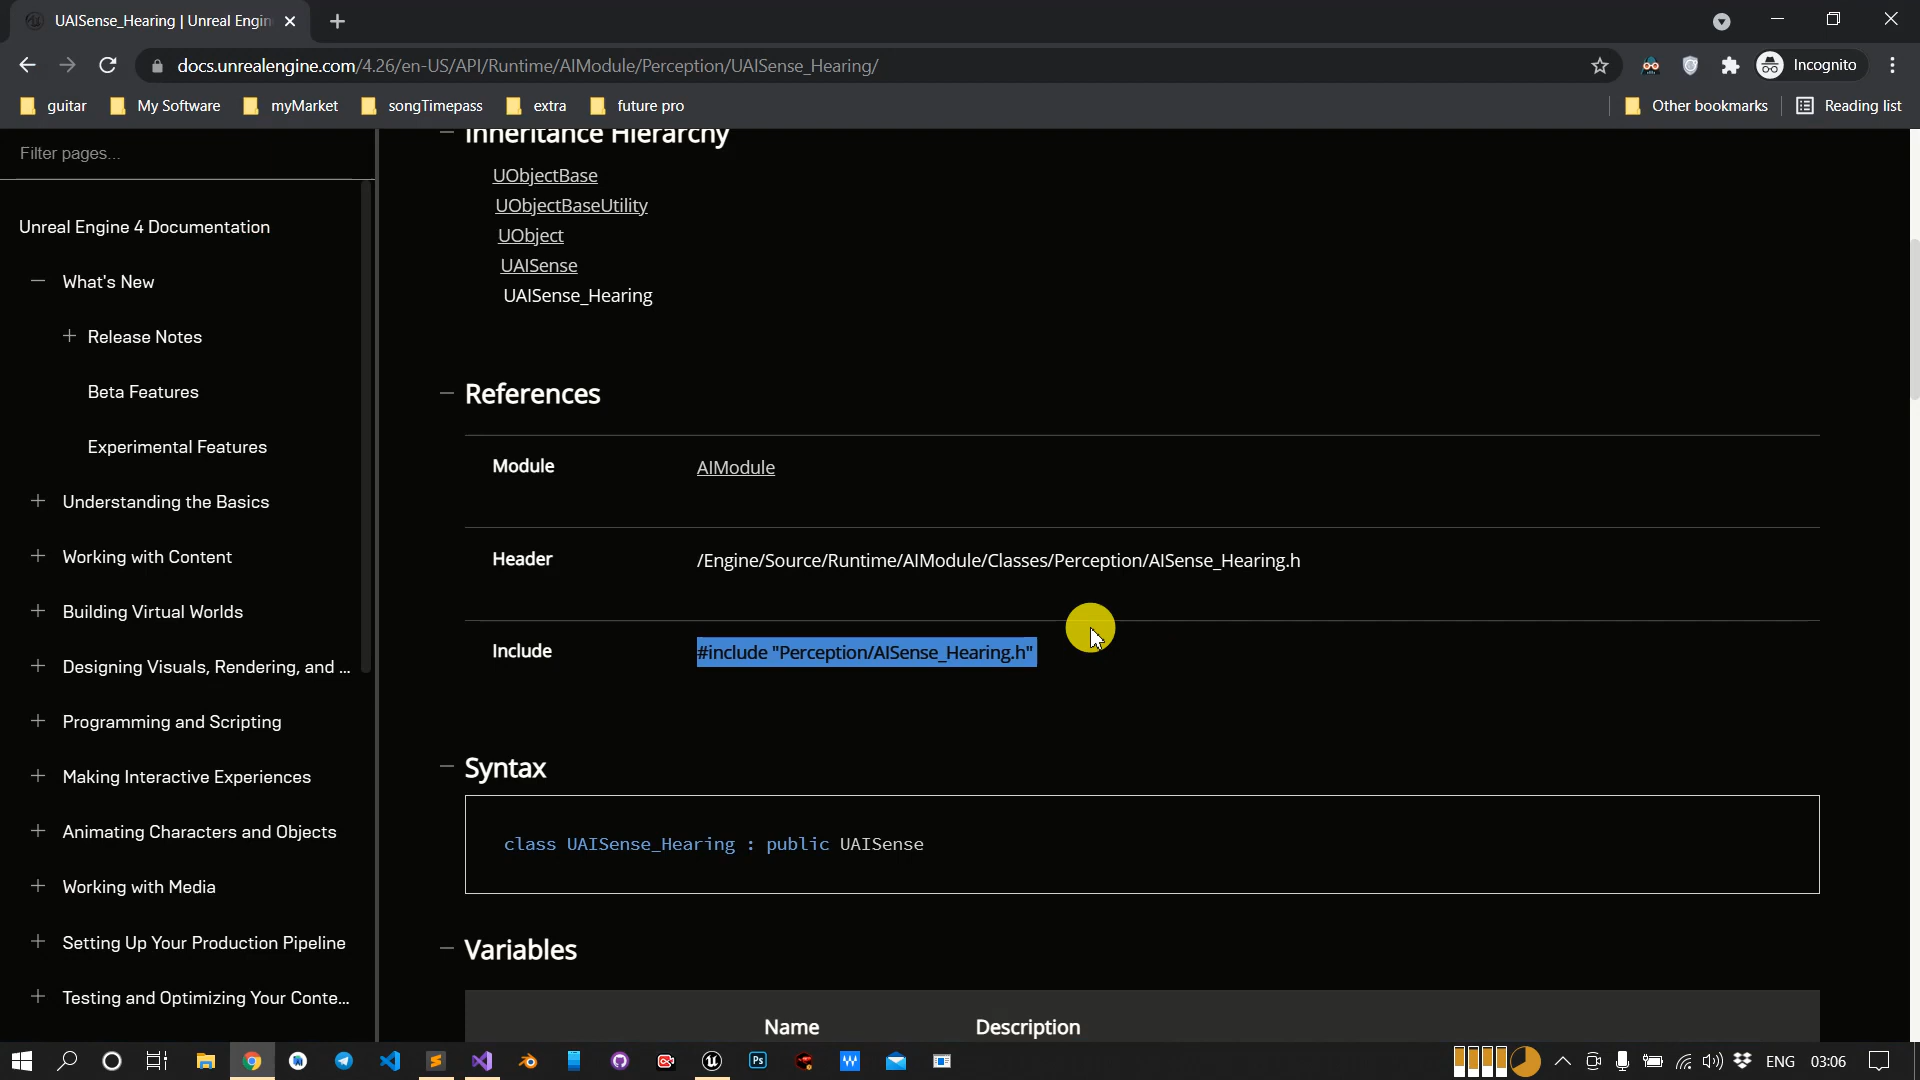 UAISense_Hearing | Unreal Engin
docs.unrealengine.com/4.26/en-US/API/Runtime/AIModule/Perception/UAISense_Hearing/
Incognito
guitar
My Software
myMarket
songTimepass
extra
future pro
Other bookmarks
Reading list
Filter pages...
Unreal Engine 4 Documentation
What's New
Release Notes
Beta Features
Experimental Features
Understanding the Basics
Working with Content
Building Virtual Worlds
Designing Visuals, Rendering, and ...
Programming and Scripting
Making Interactive Experiences
Animating Characters and Objects
Working with Media
Setting Up Your Production Pipeline
Testing and Optimizing Your Conte...
Inheritance Hierarchy
UObjectBase
UObjectBaseUtility
UObject
UAISense
UAISense_Hearing
References
Module AIModule
Header /Engine/Source/Runtime/AIModule/Classes/Perception/AISense_Hearing.h
Include #include "Perception/AISense_Hearing.h"
Syntax
class UAISense_Hearing : public UAISense
Variables
Name Description
Ps
W
ENG 03:06